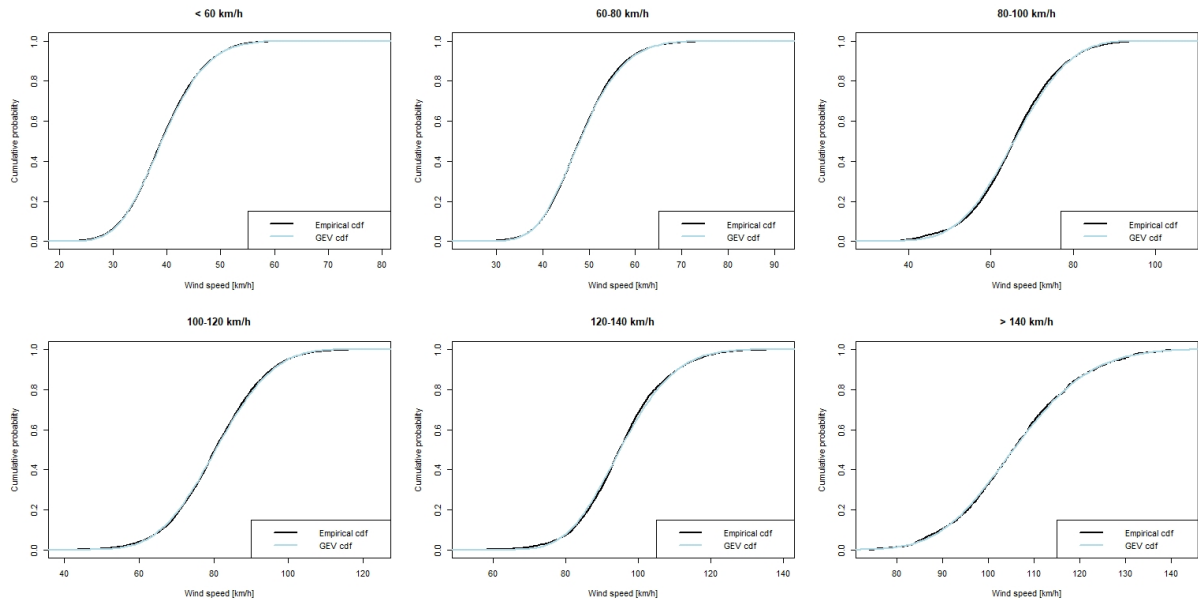 < 60 km/h
Cumulative probability
0.0 0.2 0.4 0.6 0.8 1.0
Empirical cdf
GEV cdf
20 30 40 50 60 70 80
Wind speed [km/h]
60-80 km/h
Cumulative probability
0.0 0.2 0.4 0.6 0.8 1.0
Empirical cdf
GEV cdf
30 40 50 60 70 80 90
Wind speed [km/h]
80-100 km/h
Cumulative probability
0.0 0.2 0.4 0.6 0.8 1.0
Empirical cdf
GEV cdf
40 60 80 100
Wind speed [km/h]
100-120 km/h
Cumulative probability
0.0 0.2 0.4 0.6 0.8 1.0
Empirical cdf
GEV cdf
40 60 80 100 120
Wind speed [km/h]
120-140 km/h
Cumulative probability
0.0 0.2 0.4 0.6 0.8 1.0
Empirical cdf
GEV cdf
60 80 100 120 140
Wind speed [km/h]
> 140 km/h
Cumulative probability
0.0 0.2 0.4 0.6 0.8 1.0
Empirical cdf
GEV cdf
80 90 100 110 120 130 140
Wind speed [km/h]